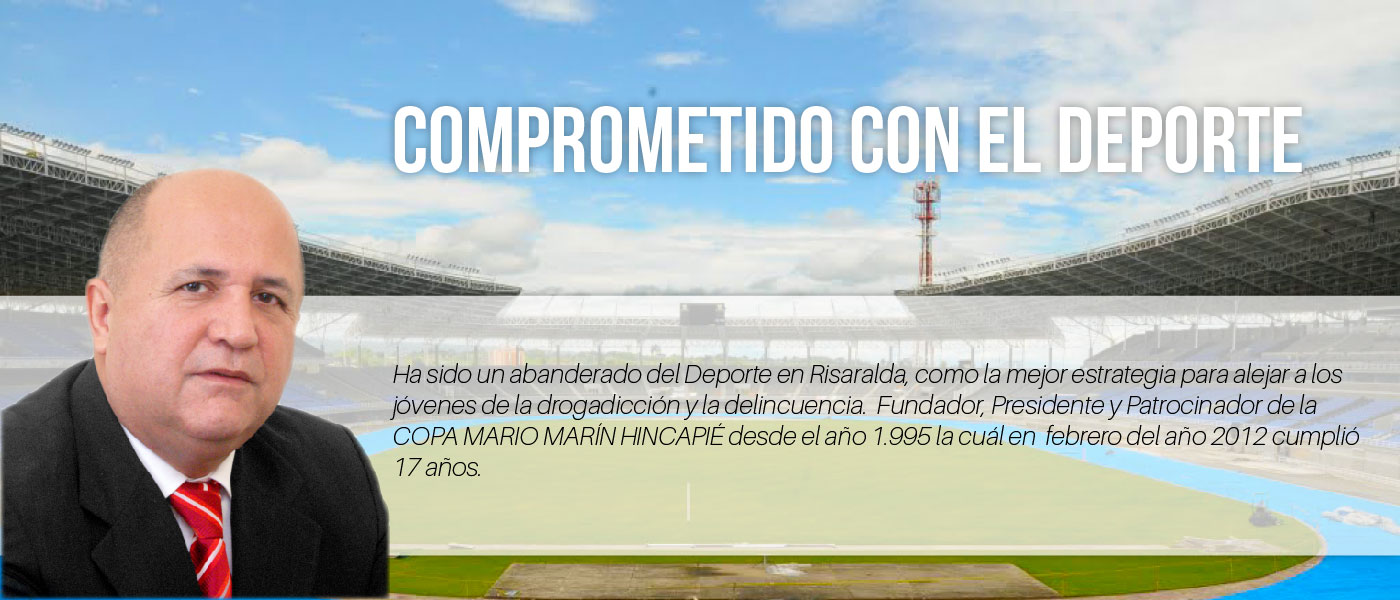 COMPROMETIDO CON EL DEPORTE
Ha sido un abanderado del Deporte en Risaralda, como la mejor estrategia para alejar a los
jóvenes de la drogadicción y la delincuencia.  Fundador, Presidente y Patrocinador de la
COPA MARIO MARÍN HINCAPIÉ desde el año 1.995 la cuál en  febrero del año 2012 cumplió
17 años.